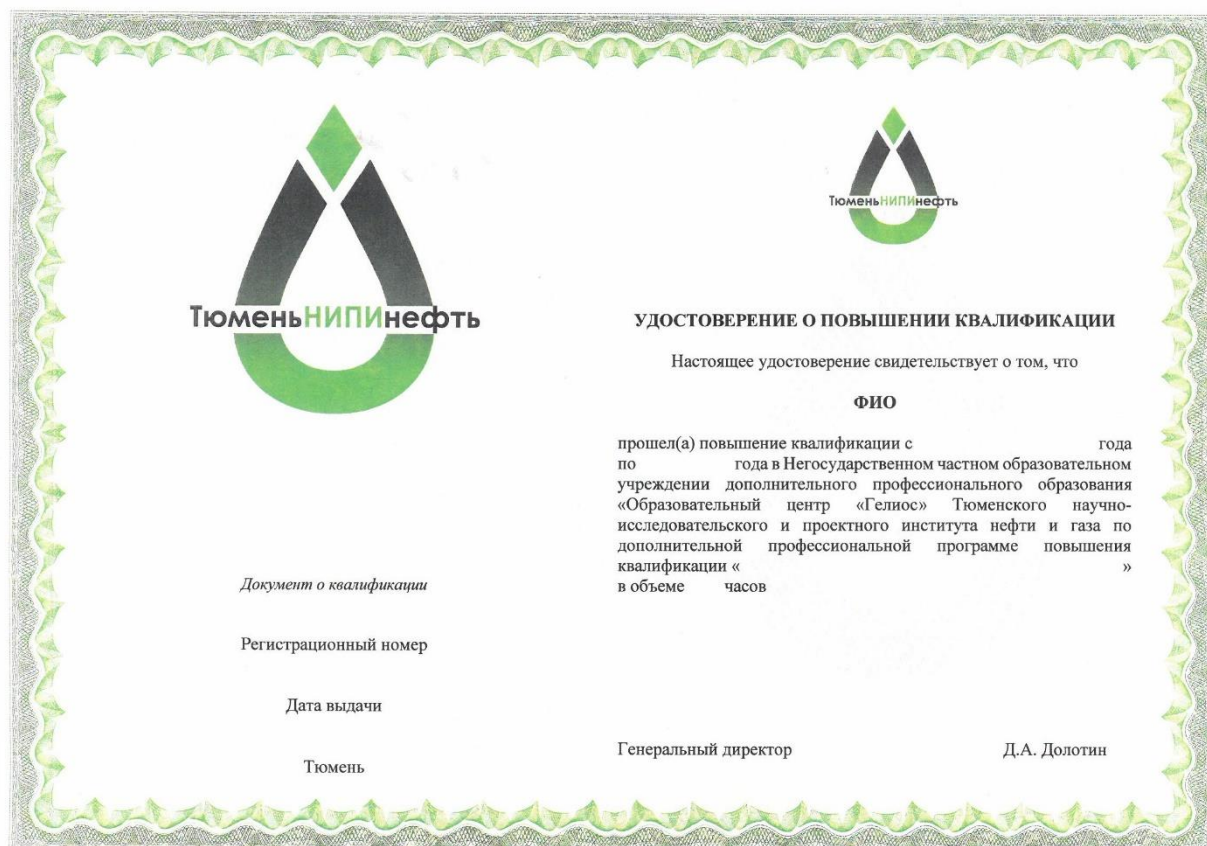 ТюменьНИПИнефть
Документ о квалификации
Регистрационный номер
Дата выдачи
Тюмень
ТюменьНИПИнефть
УДОСТОВЕРЕНИЕ О ПОВЫШЕНИИ КВАЛИФИКАЦИИ
Настоящее удостоверение свидетельствует о том, что
ФИО
прошел(а) повышение квалификации с года
по года в Негосударственном частном образовательном
учреждении дополнительного профессионального образования
«Образовательный центр «Гелиос» Тюменского научно-
исследовательского и проектного института нефти и газа по
дополнительной профессиональной программе повышения
квалификации « »
в объеме часов
Генеральный директор Д.А. Долотин